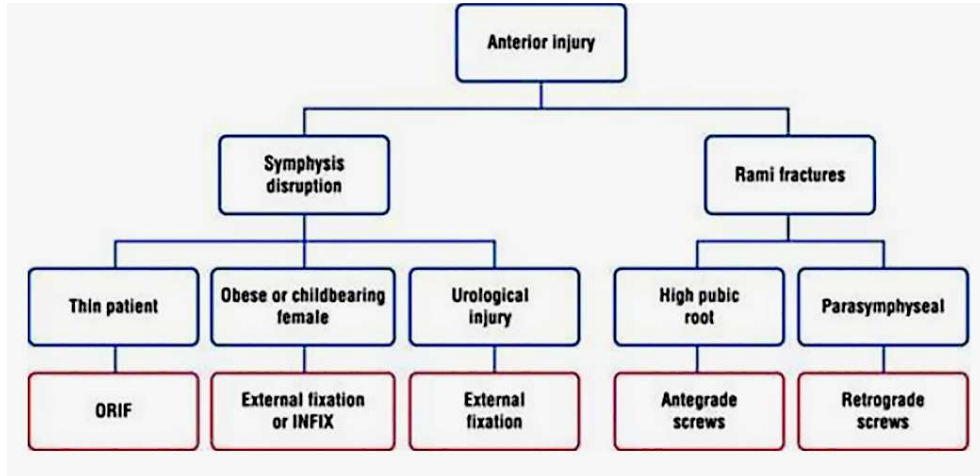 Anterior injury
Symphysis
disruption
Rami fractures
Thin patient
Obese or childbearing
female
Urological
injury
High pubic
root
Parasymphyseal
ORIF
External fixation
or INFIX
External
fixation
Antegrade
screws
Retrograde
screws